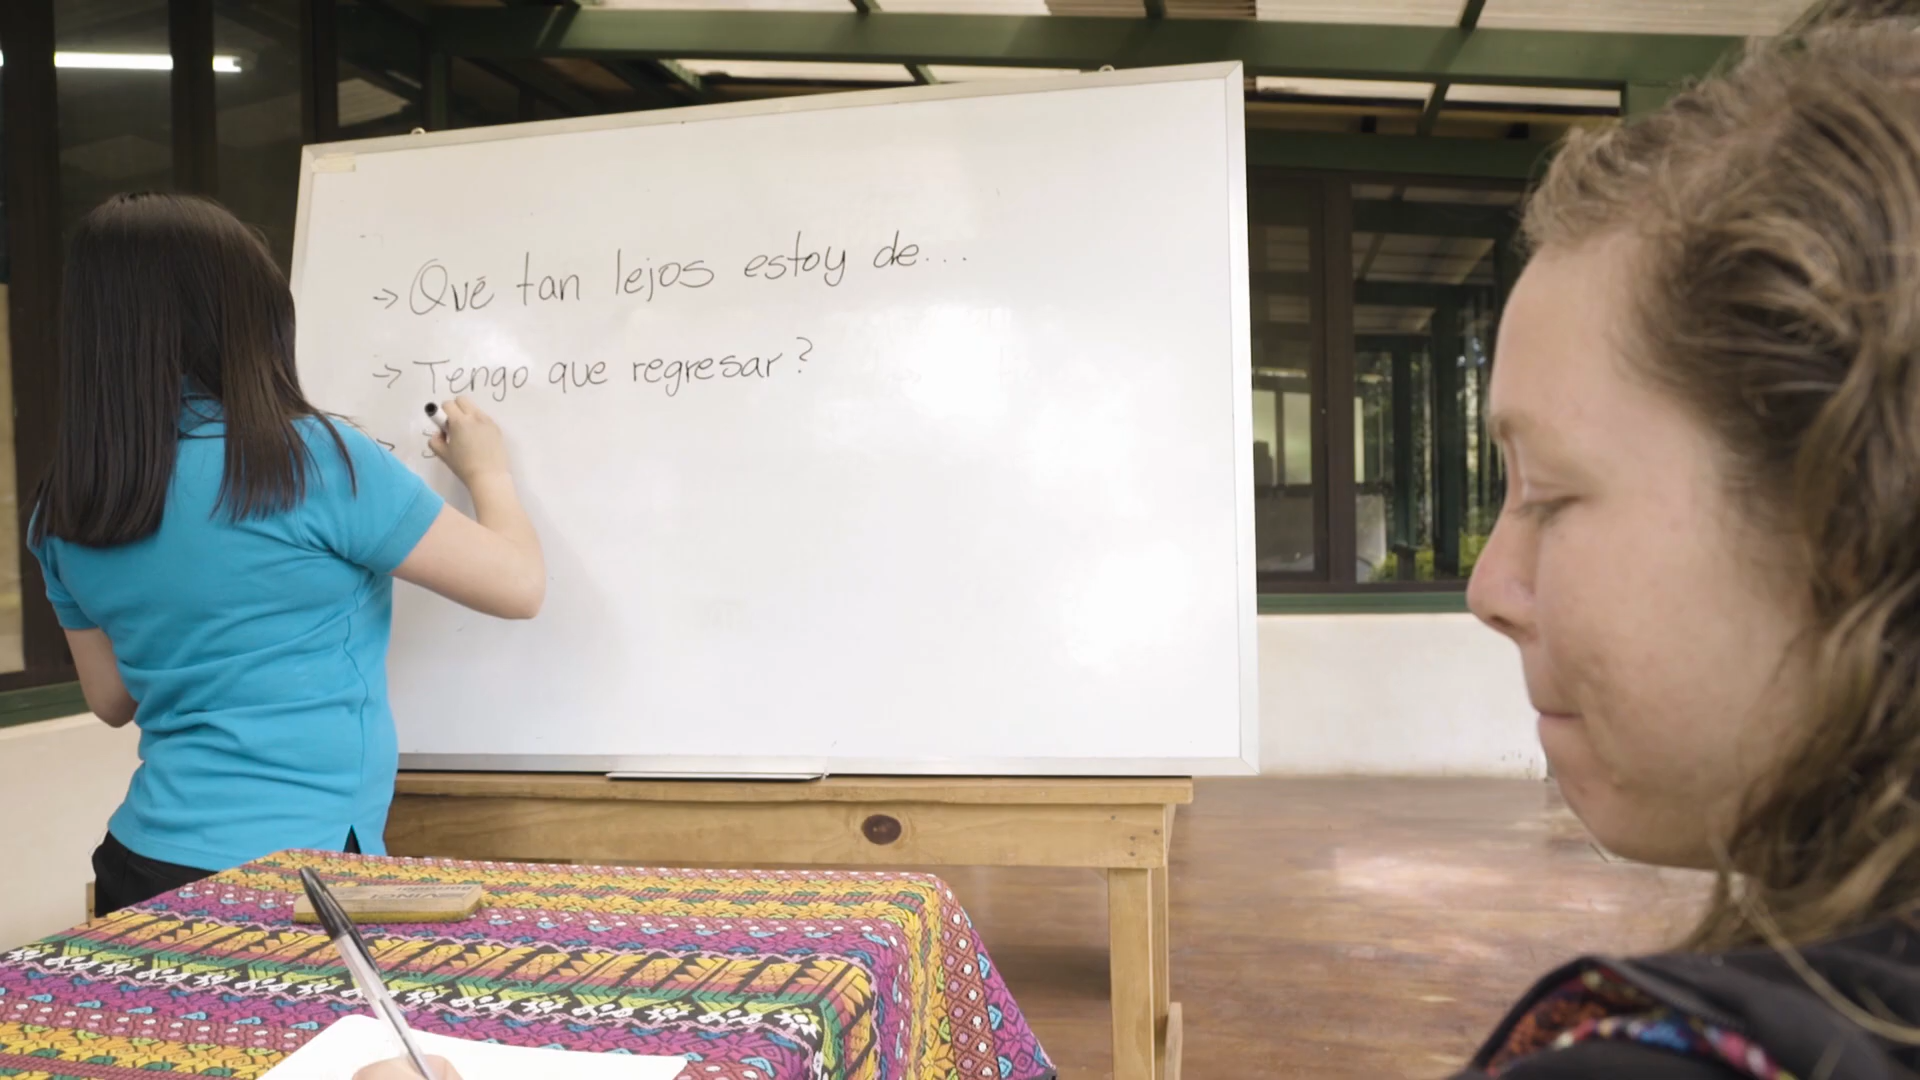 → Qué tan lejos estoy de...
→ Tengo que regresar?